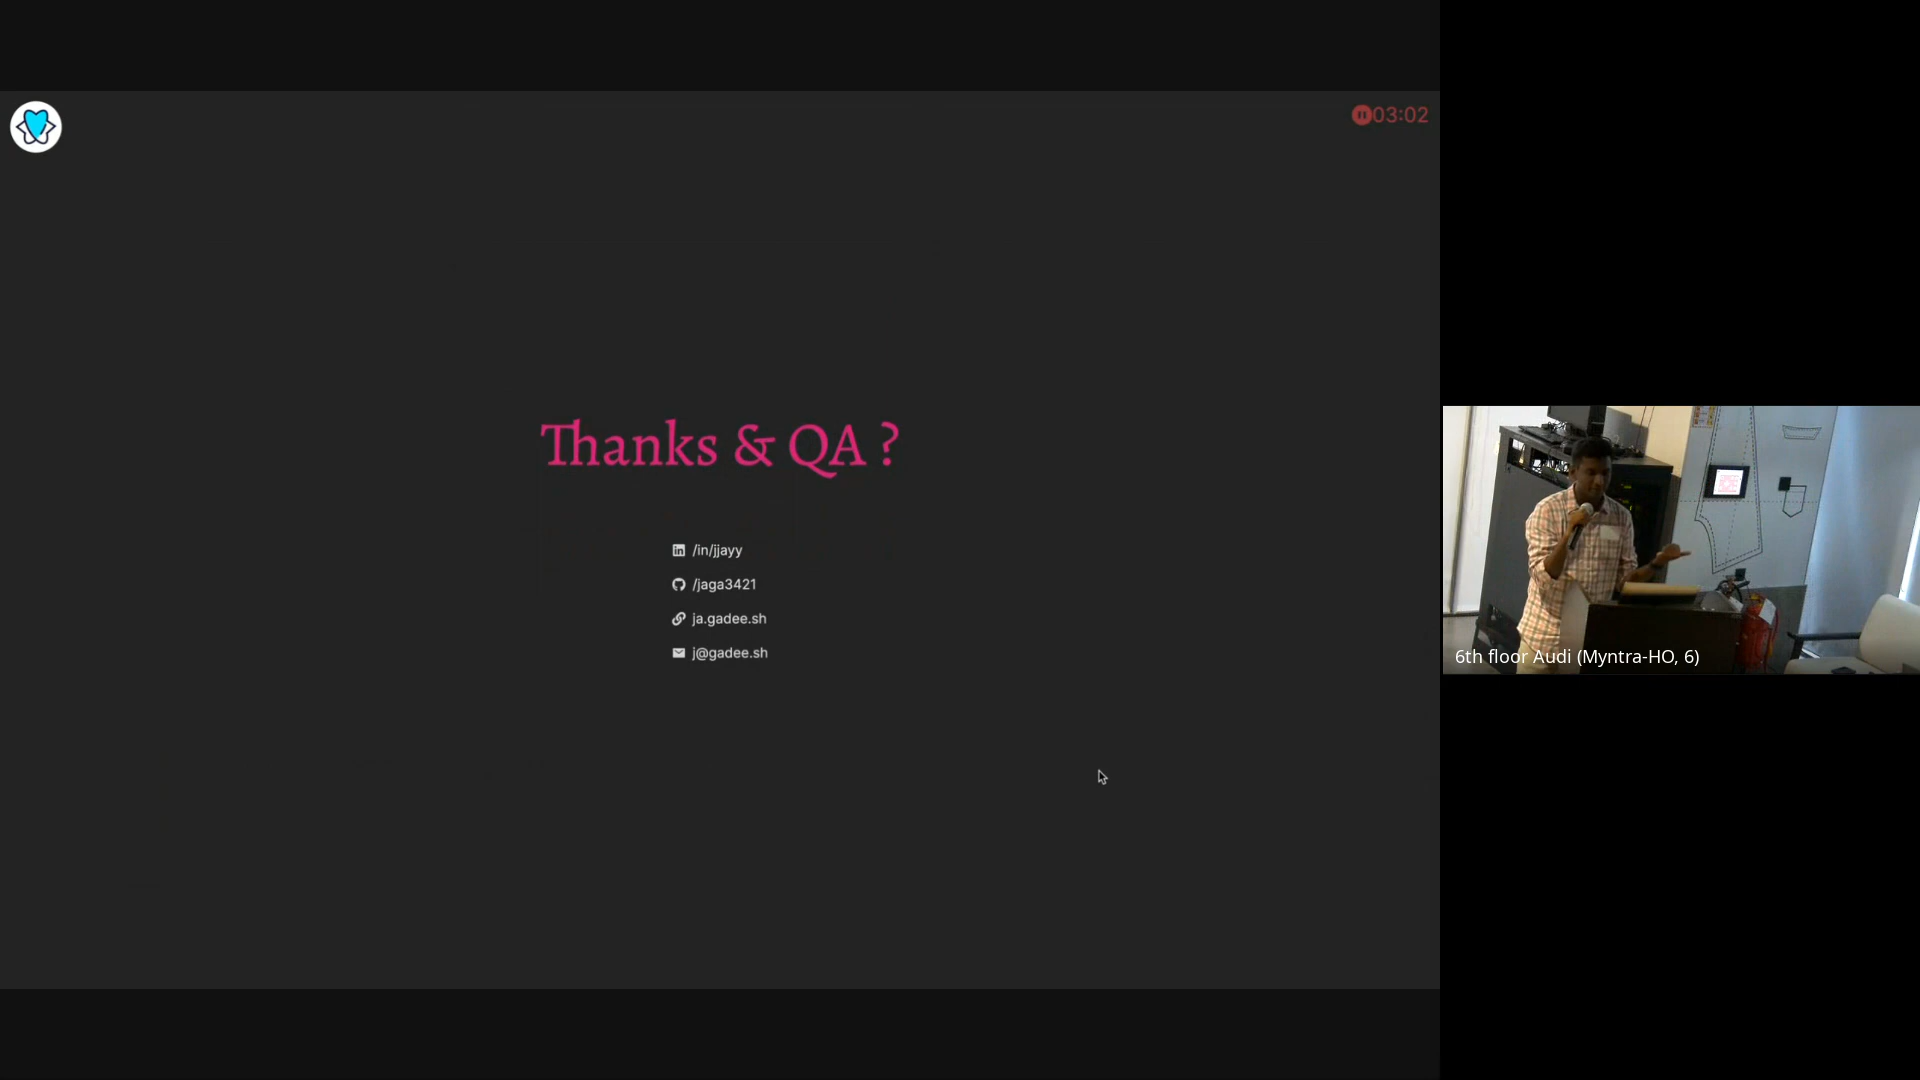 03:02
Thanks & QA ?
/in/jjayy
/jaga3421
ja.gadee.sh
j@gadee.sh
6th floor Audi (Myntra-HO, 6)